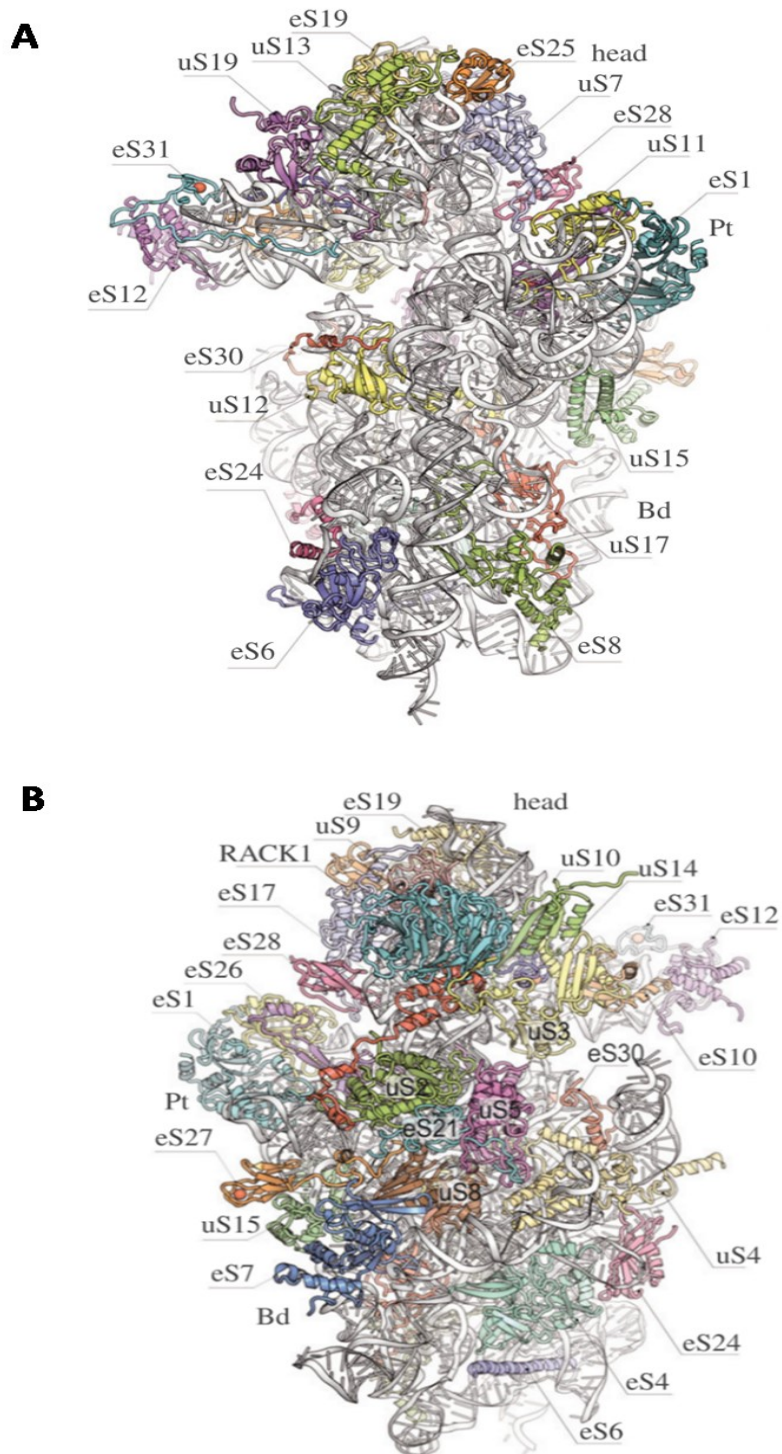 A
eS19
uS13
uS19
eS31
eS25
head
uS7
eS28
uS11
eS1
Pt
eS12
eS30
uS12
uS15
eS24
Bd
uS17
eS6
eS8
B
eS19
head
uS9
RACK1
uS10
uS14
eS17
eS31
eS12
eS28
eS26
eS1
uS3
eS10
eS30
uS2
uS5
Pt
eS21
eS27
uS8
uS15
uS4
eS7
Bd
eS24
eS4
eS6